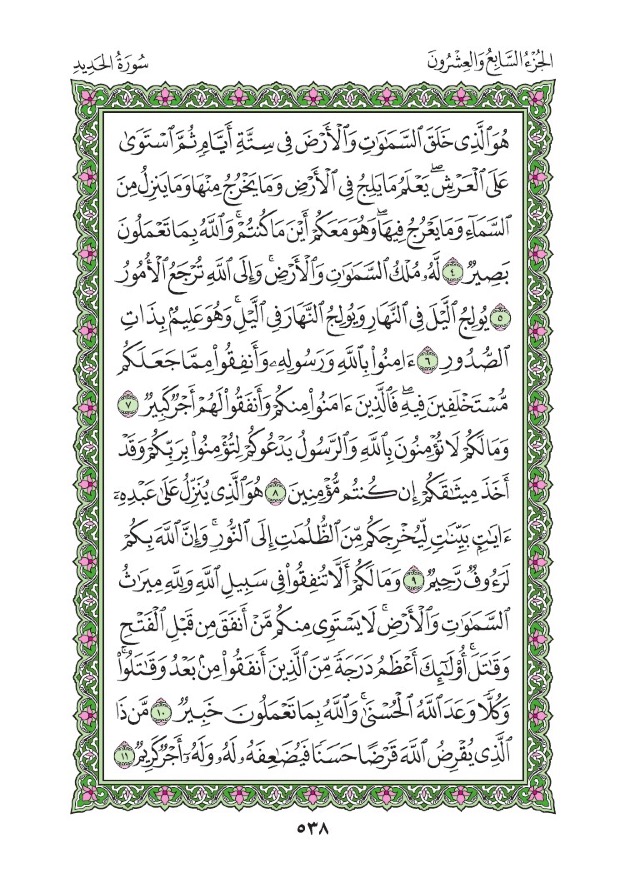 الجُزْءُ السَّابِعُ وَالعِشْرُونَ
سُورَةُ الحَدِيدِ
هُوَ ٱلَّذِى خَلَقَ ٱلسَّمَٰوَٰتِ وَٱلْأَرْضَ فِى سِتَّةِ أَيَّامٍ ثُمَّ ٱسْتَوَىٰ
عَلَى ٱلْعَرْشِ ۖ يَعْلَمُ مَا يَلِجُ فِى ٱلْأَرْضِ وَمَا يَخْرُجُ مِنْهَا وَمَا يَنزِلُ مِنَ
ٱلسَّمَآءِ وَمَا يَعْرُجُ فِيهَا ۖ وَهُوَ مَعَكُمْ أَيْنَ مَا كُنتُمْ ۚ وَٱللَّهُ بِمَا تَعْمَلُونَ
بَصِيرٌ ٤ لَّهُۥ مُلْكُ ٱلسَّمَٰوَٰتِ وَٱلْأَرْضِ ۚ وَإِلَى ٱللَّهِ تُرْجَعُ ٱلْأُمُورُ
٥ يُولِجُ ٱلَّيْلَ فِى ٱلنَّهَارِ وَيُولِجُ ٱلنَّهَارَ فِى ٱلَّيْلِ ۚ وَهُوَ عَلِيمٌۢ بِذَاتِ
ٱلصُّدُورِ ٦ ءَامِنُوا۟ بِٱللَّهِ وَرَسُولِهِۦ وَأَنفِقُوا۟ مِمَّا جَعَلَكُم
مُّسْتَخْلَفِينَ فِيهِ ۖ فَٱلَّذِينَ ءَامَنُوا۟ مِنكُمْ وَأَنفَقُوا۟ لَهُمْ أَجْرٌ كَبِيرٌ ٧
وَمَا لَكُمْ لَا تُؤْمِنُونَ بِٱللَّهِ وَٱلرَّسُولُ يَدْعُوكُمْ لِتُؤْمِنُوا۟ بِرَبِّكُمْ وَقَدْ
أَخَذَ مِيثَٰقَكُمْ إِن كُنتُم مُّؤْمِنِينَ ٨ هُوَ ٱلَّذِى يُنَزِّلُ عَلَىٰ عَبْدِهِۦٓ
ءَايَٰتٍۭ بَيِّنَٰتٍ لِّيُخْرِجَكُم مِّنَ ٱلظُّلُمَٰتِ إِلَى ٱلنُّورِ ۚ وَإِنَّ ٱللَّهَ بِكُمْ
لَرَءُوفٌ رَّحِيمٌ ٩ وَمَا لَكُمْ أَلَّا تُنفِقُوا۟ فِى سَبِيلِ ٱللَّهِ وَلِلَّهِ مِيرَٰثُ
ٱلسَّمَٰوَٰتِ وَٱلْأَرْضِ ۚ لَا يَسْتَوِى مِنكُم مَّنْ أَنفَقَ مِن قَبْلِ ٱلْفَتْحِ
وَقَٰتَلَ ۚ أُو۟لَٰٓئِكَ أَعْظَمُ دَرَجَةً مِّنَ ٱلَّذِينَ أَنفَقُوا۟ مِنۢ بَعْدُ وَقَٰتَلُوا۟ ۚ
وَكُلًّا وَعَدَ ٱللَّهُ ٱلْحُسْنَىٰ ۚ وَٱللَّهُ بِمَا تَعْمَلُونَ خَبِيرٌ ١٠ مَّن ذَا
ٱلَّذِى يُقْرِضُ ٱللَّهَ قَرْضًا حَسَنًا فَيُضَٰعِفَهُۥ لَهُۥ وَلَهُۥٓ أَجْرٌ كَرِيمٌ ١١
٥٣٨